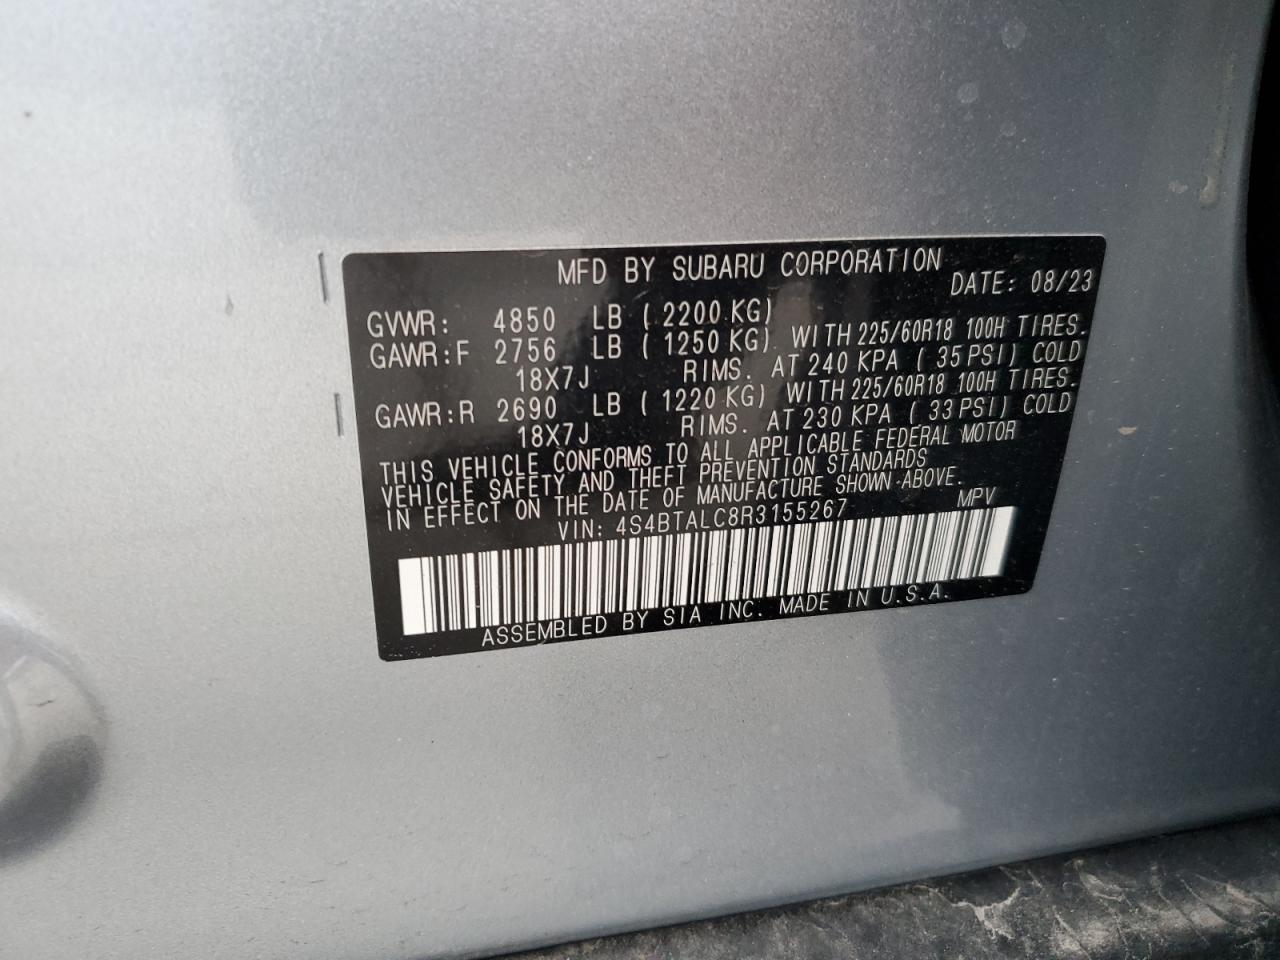 MFD BY SUBARU CORPORATION
DATE: 08/23
GVWR: 4850 LB ( 2200 KG)
GAWR:F 2756 LB ( 1250 KG) WITH 225/60R18 100H TIRES.
18X7J RIMS. AT 240 KPA ( 35 PSI) COLD
GAWR:R 2690 LB ( 1220 KG) WITH 225/60R18 100H TIRES.
18X7J RIMS. AT 230 KPA ( 33 PSI) COLD
THIS VEHICLE CONFORMS TO ALL APPLICABLE FEDERAL MOTOR
VEHICLE SAFETY AND THEFT PREVENTION STANDARDS
IN EFFECT ON THE DATE OF MANUFACTURE SHOWN ABOVE.
VIN: 4S4BTALC8R3155267 MPV
ASSEMBLED BY SIA INC. MADE IN U.S.A.